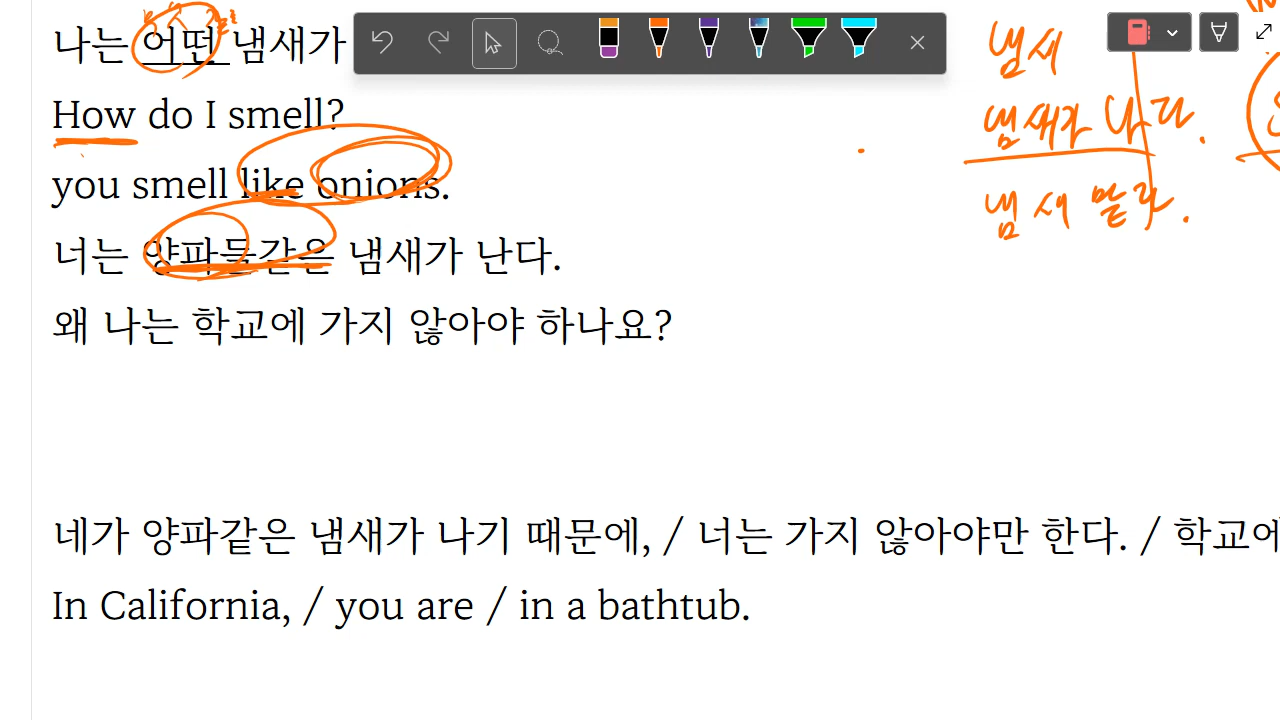 나는 어떤 냄새가
How do I smell?
you smell like onions.
너는 양파들같은 냄새가 난다.
왜 나는 학교에 가지 않아야 하나요?
네가 양파같은 냄새가 나기 때문에, / 너는 가지 않아야만 한다. / 학교에
In California, / you are / in a bathtub.
냄새
냄새가 나다.
냄새 맡다.